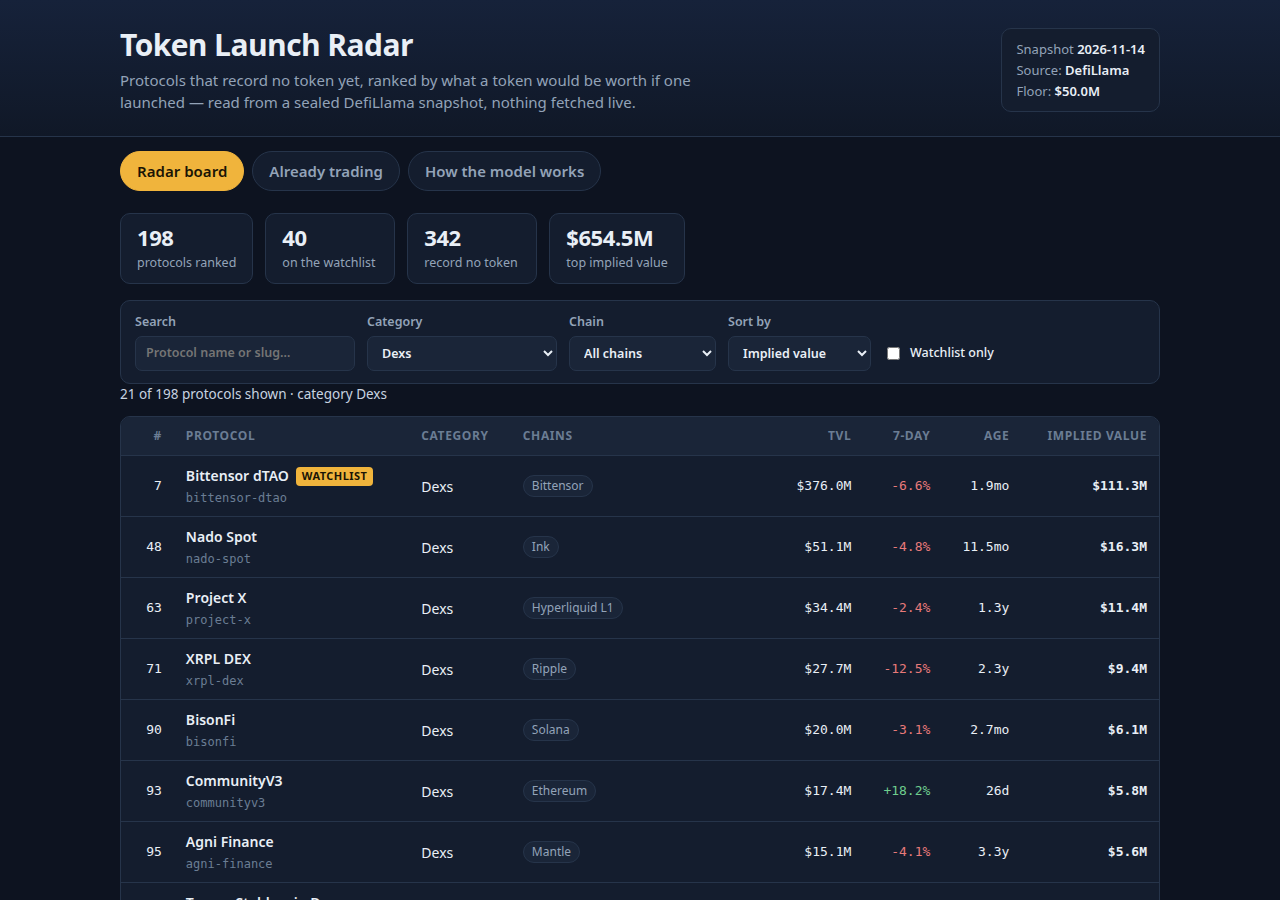 Token Launch Radar
Protocols that record no token yet, ranked by what a token would be worth if one
launched — read from a sealed DefiLlama snapshot, nothing fetched live.
Snapshot 2026-11-14
Source: DefiLlama
Floor: $50.0M
Radar board
Already trading
How the model works
198
protocols ranked
40
on the watchlist
342
record no token
$654.5M
top implied value
Search
Category
Chain
Sort by
Protocol name or slug...
Dexs
All chains
Implied value
Watchlist only
21 of 198 protocols shown · category Dexs
# PROTOCOL CATEGORY CHAINS TVL 7-DAY AGE IMPLIED VALUE
7 Bittensor dTAO WATCHLIST Dexs Bittensor $376.0M -6.6% 1.9mo $111.3M
bittensor-dtao
48 Nado Spot Dexs Ink $51.1M -4.8% 11.5mo $16.3M
nado-spot
63 Project X Dexs Hyperliquid L1 $34.4M -2.4% 1.3y $11.4M
project-x
71 XRPL DEX Dexs Ripple $27.7M -12.5% 2.3y $9.4M
xrpl-dex
90 BisonFi Dexs Solana $20.0M -3.1% 2.7mo $6.1M
bisonfi
93 CommunityV3 Dexs Ethereum $17.4M +18.2% 26d $5.8M
communityv3
95 Agni Finance Dexs Mantle $15.1M -4.1% 3.3y $5.6M
agni-finance